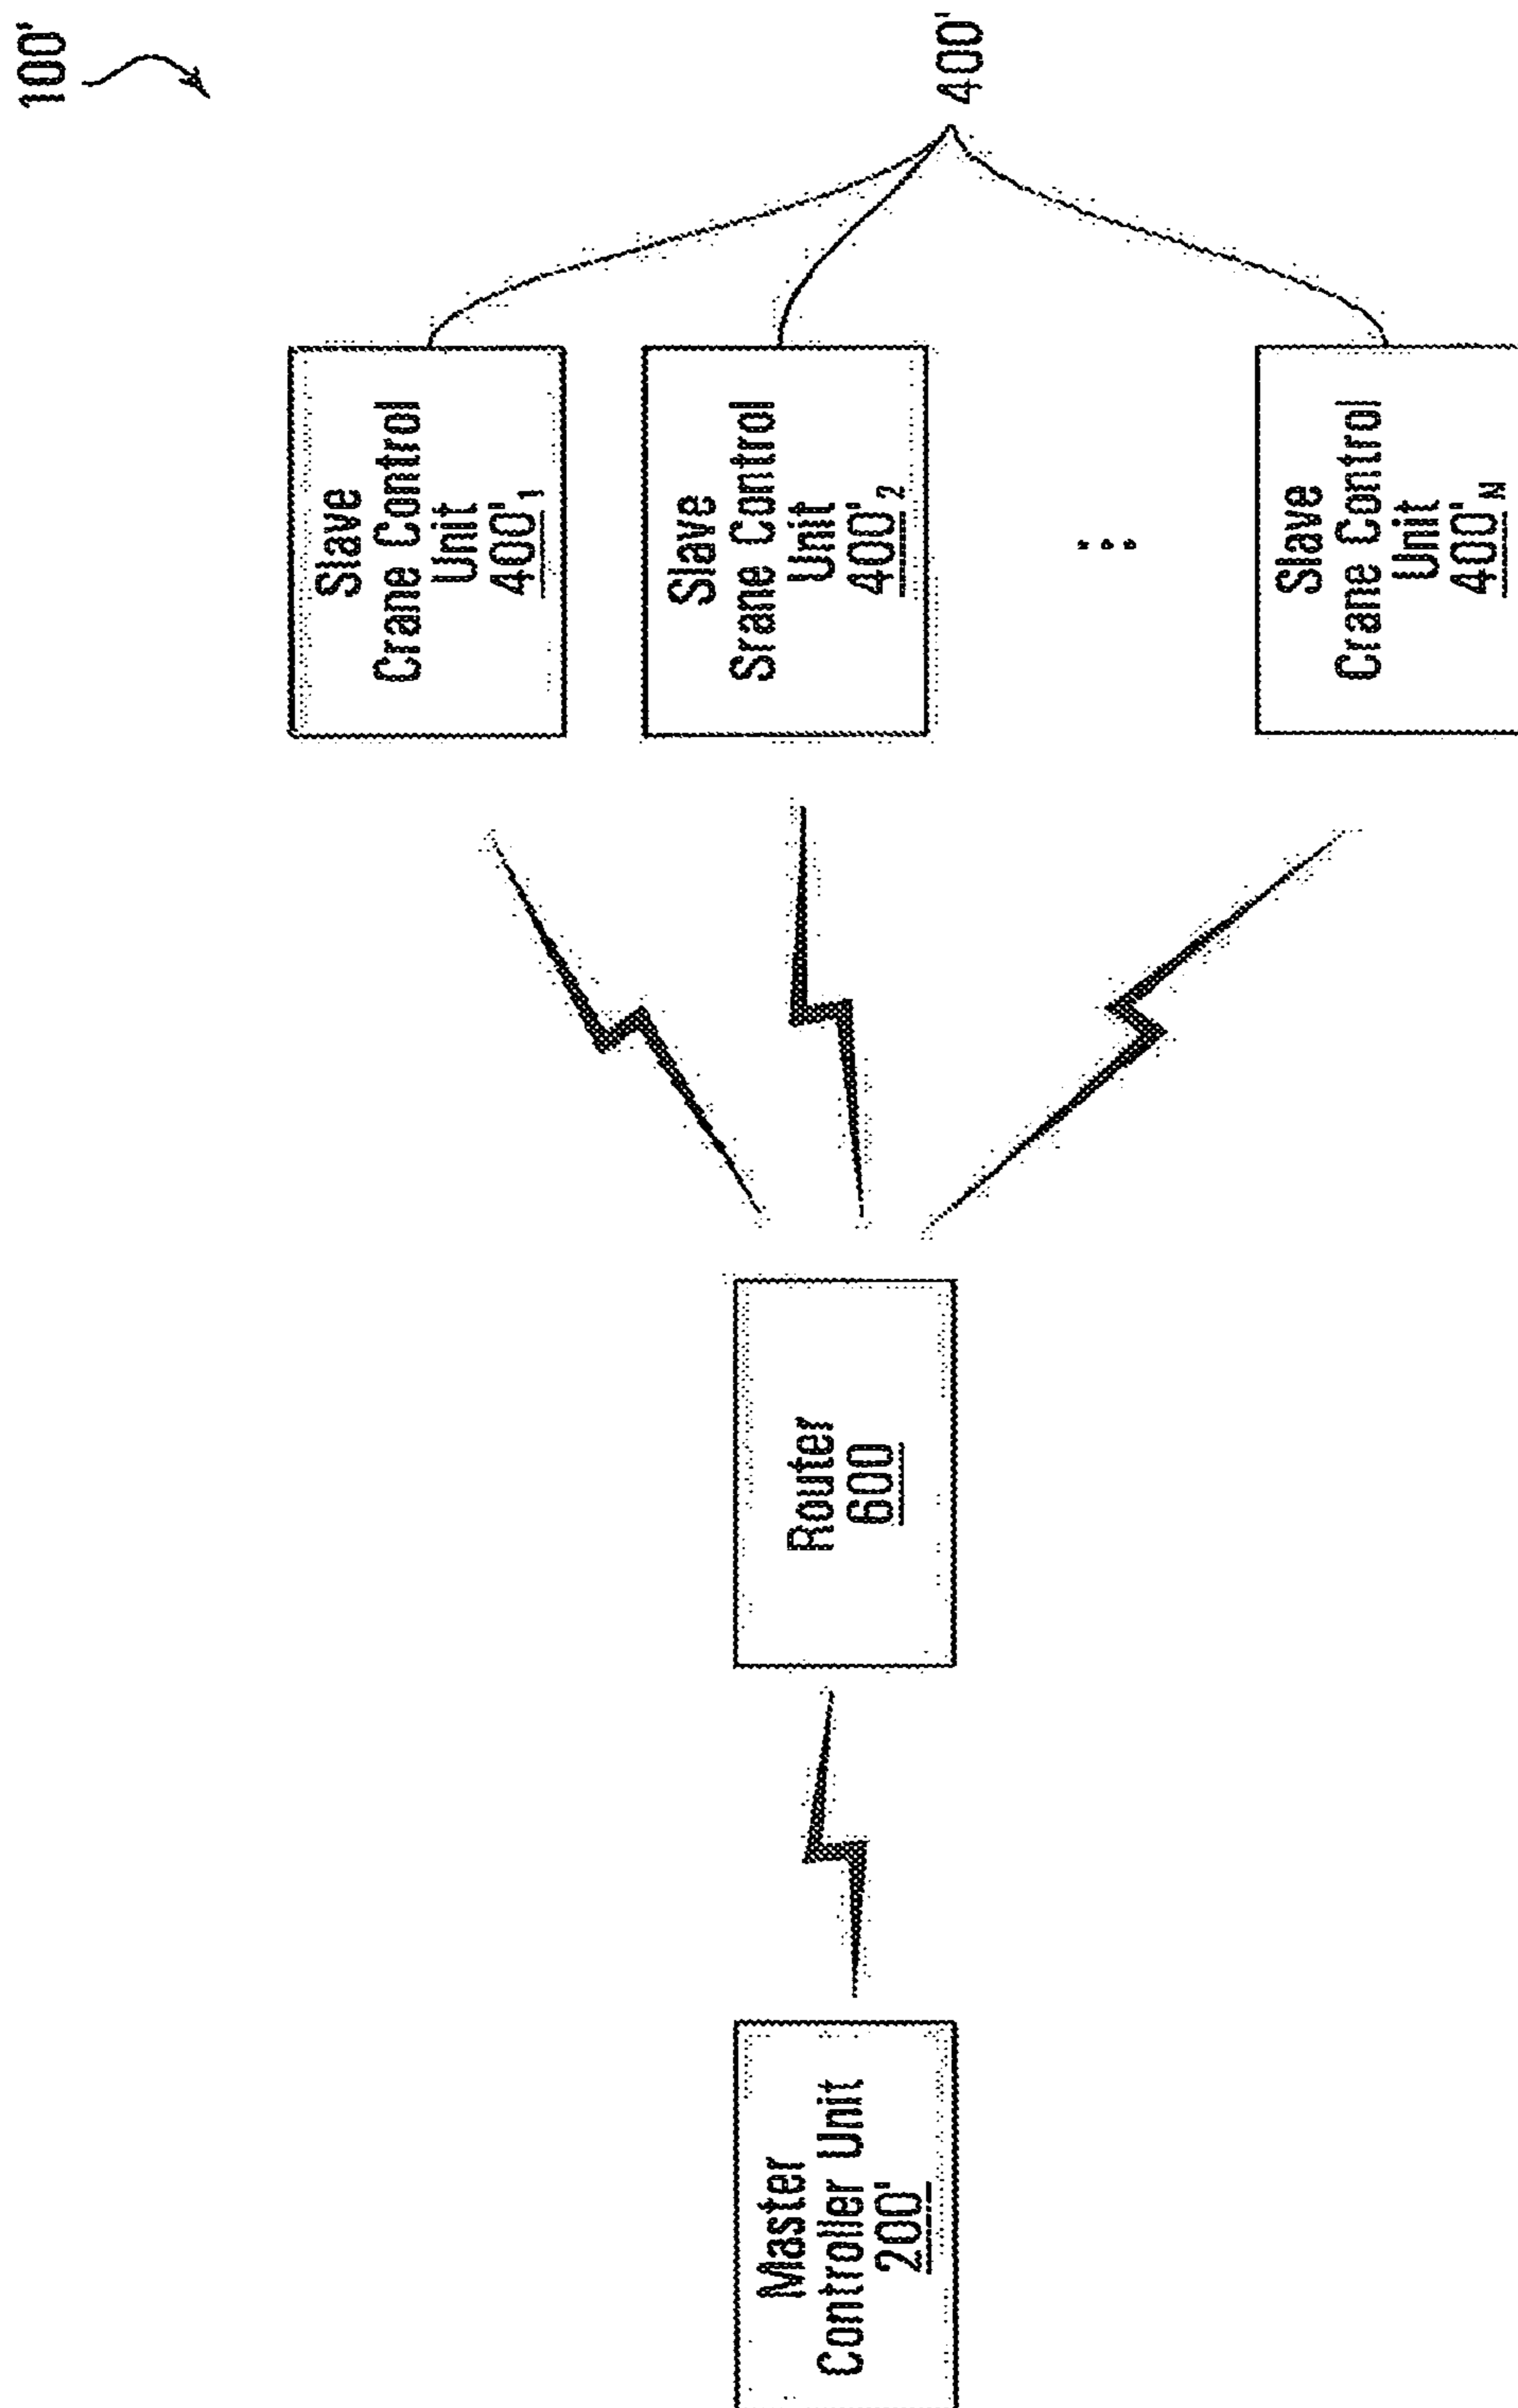 100'
Slave
Crane Control
Unit
400'1
Slave
Srane Control
Unit
400'2
...
Slave
Crane Control
Unit
400'N
400'
Router
600
Master
Controller Unit
200'